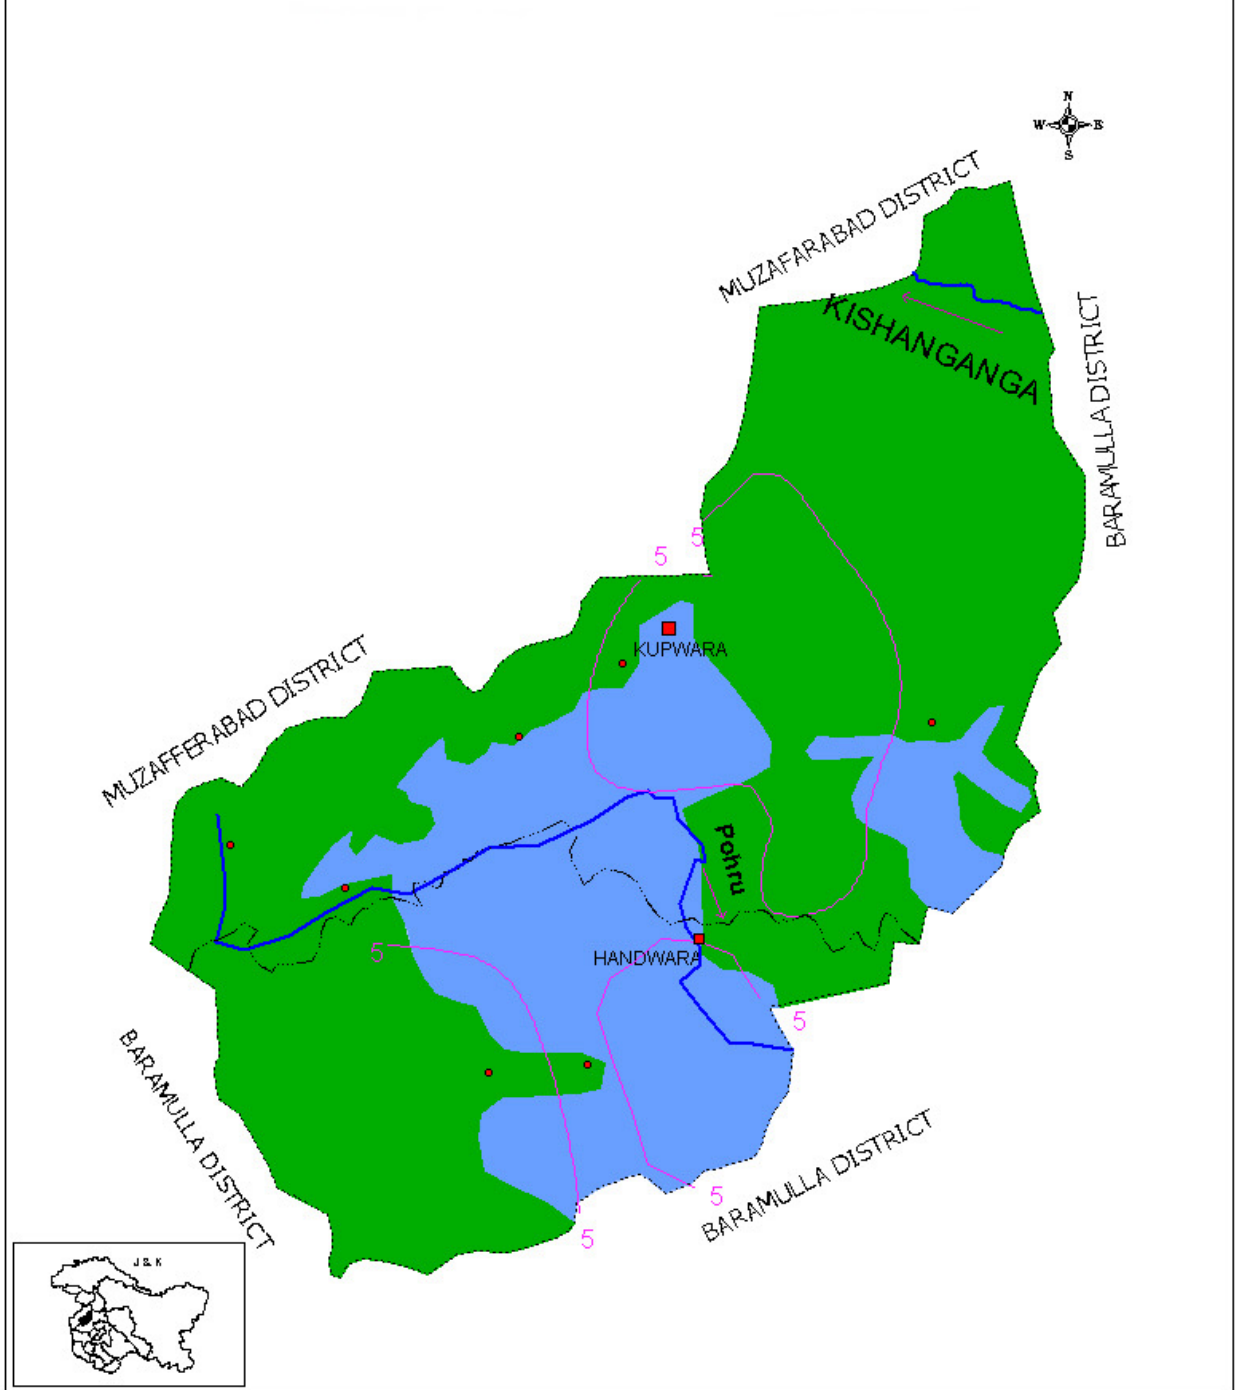 N
W E
S
MUZAFARABAD DISTRICT
KISHANGANGA
BARAMULLA DISTRICT
5
5
KUPWARA
MUZAFFERABAD DISTRICT
Pohru
5
HANDWARA
5
BARAMULLA DISTRICT
BARAMULLA DISTRICT
5
5
J & K